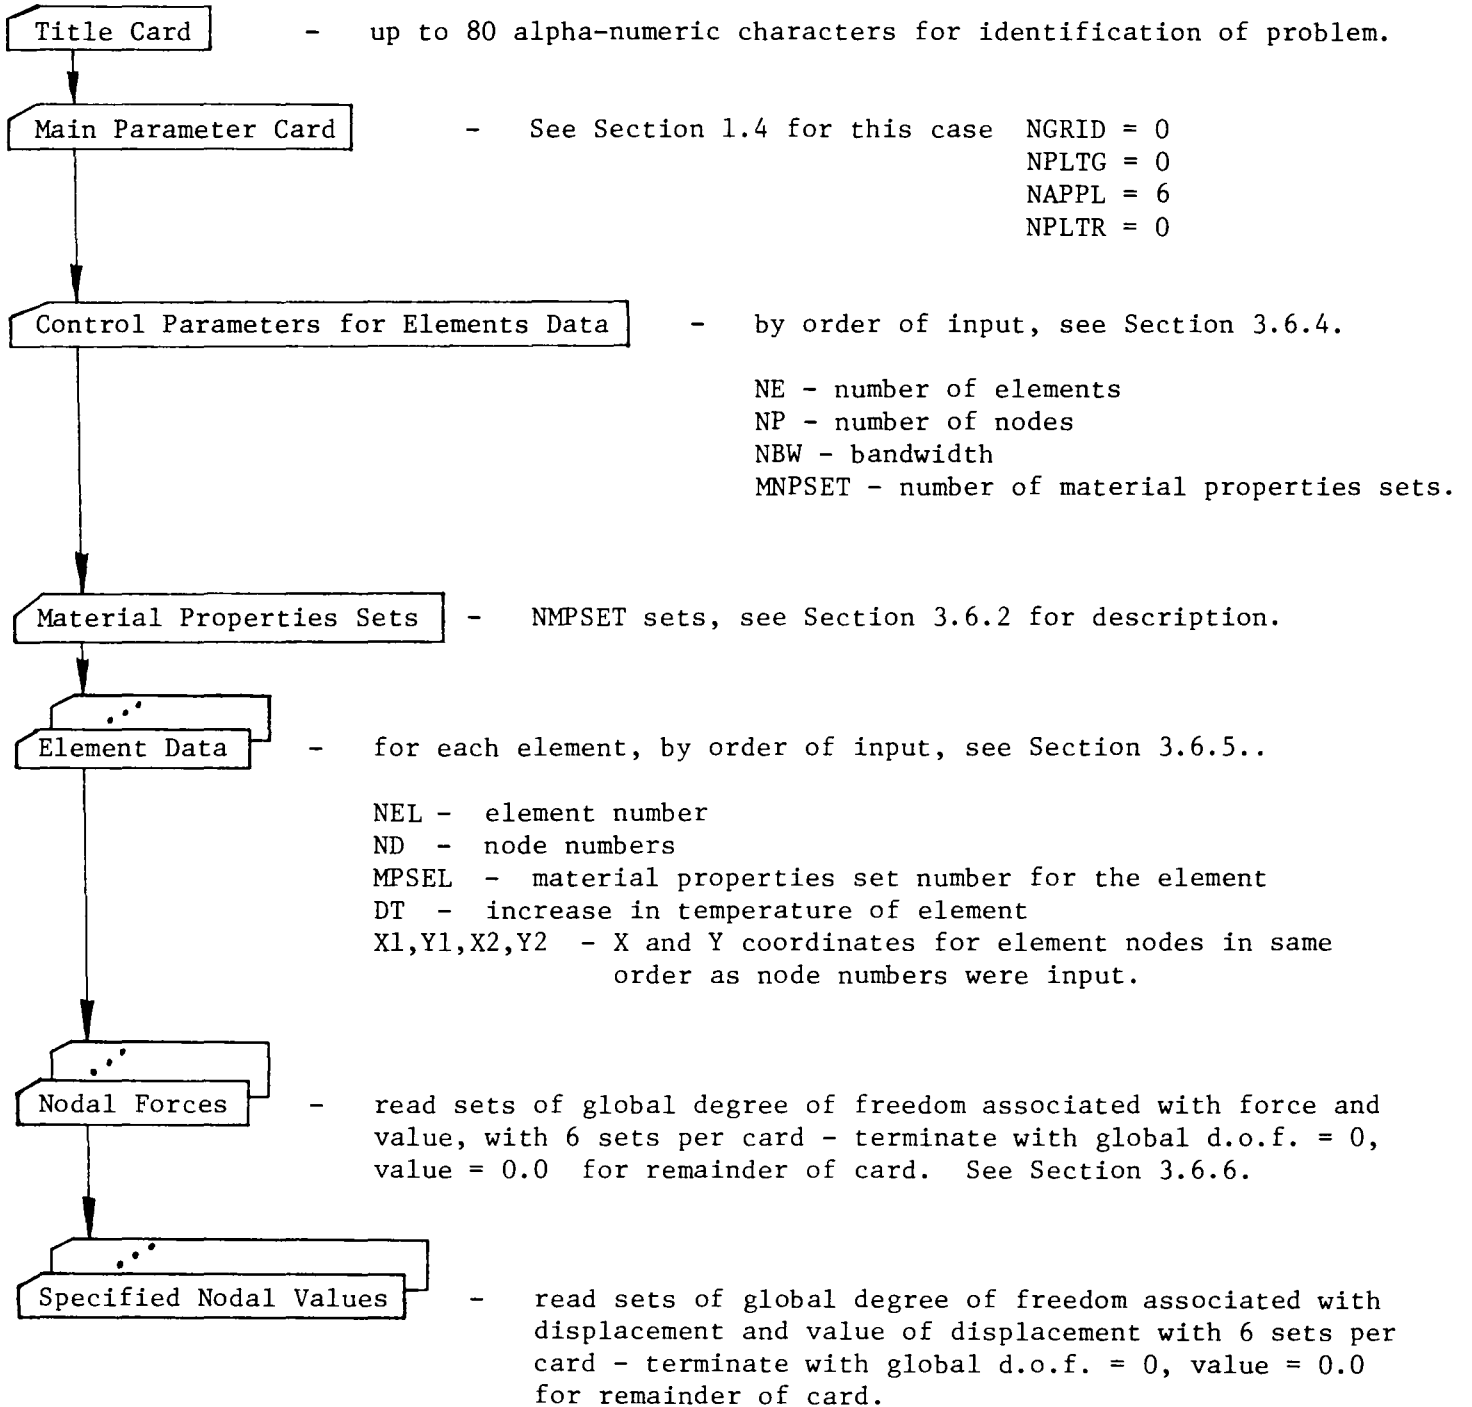 Title Card - up to 80 alpha-numeric characters for identification of problem.
Main Parameter Card - See Section 1.4 for this case NGRID = 0
NPLTG = 0
NAPPL = 6
NPLTR = 0
Control Parameters for Elements Data - by order of input, see Section 3.6.4.
NE - number of elements
NP - number of nodes
NBW - bandwidth
MNPSET - number of material properties sets.
Material Properties Sets - NMPSET sets, see Section 3.6.2 for description.
Element Data - for each element, by order of input, see Section 3.6.5..
NEL - element number
ND - node numbers
MPSEL - material properties set number for the element
DT - increase in temperature of element
X1,Y1,X2,Y2 - X and Y coordinates for element nodes in same
order as node numbers were input.
Nodal Forces - read sets of global degree of freedom associated with force and
value, with 6 sets per card - terminate with global d.o.f. = 0,
value = 0.0 for remainder of card. See Section 3.6.6.
Specified Nodal Values - read sets of global degree of freedom associated with
displacement and value of displacement with 6 sets per
card - terminate with global d.o.f. = 0, value = 0.0
for remainder of card.